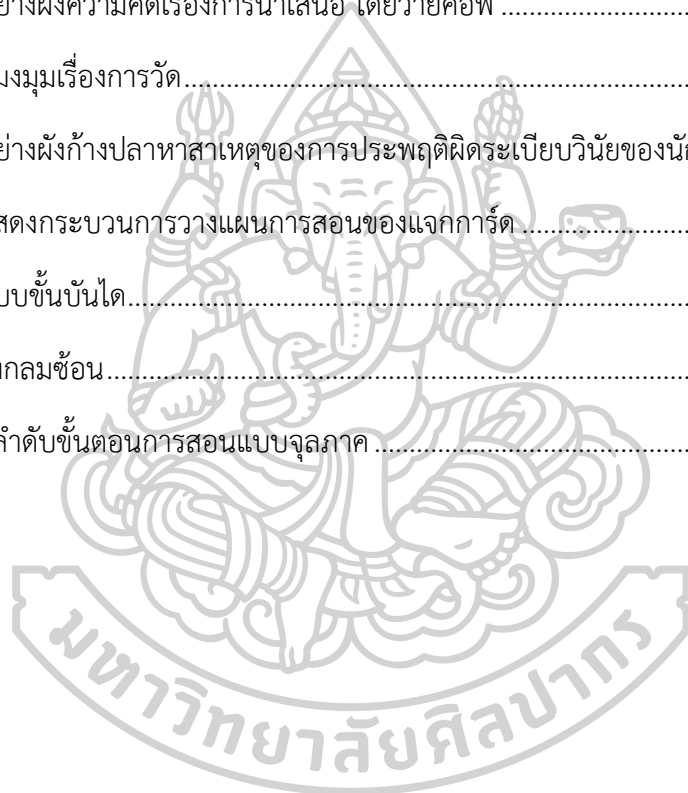 ย่างผังความคิดเรื่องการนำเสนอ โดยวายคอฟ ........................
มงมุมเรื่องการวัด........................................................................
ย่างผังก้างปลาหาสาเหตุของการประพฤติผิดระเบียบวินัยของนัก
สดงกระบวนการวางแผนการสอนของแจกการ์ด .......................
บบขั้นบันได...............................................................................
งกลมซ้อน..................................................................................
ลำดับขั้นตอนการสอนแบบจุลภาค ............................................
มหาวิทยาลัยศิลปากร